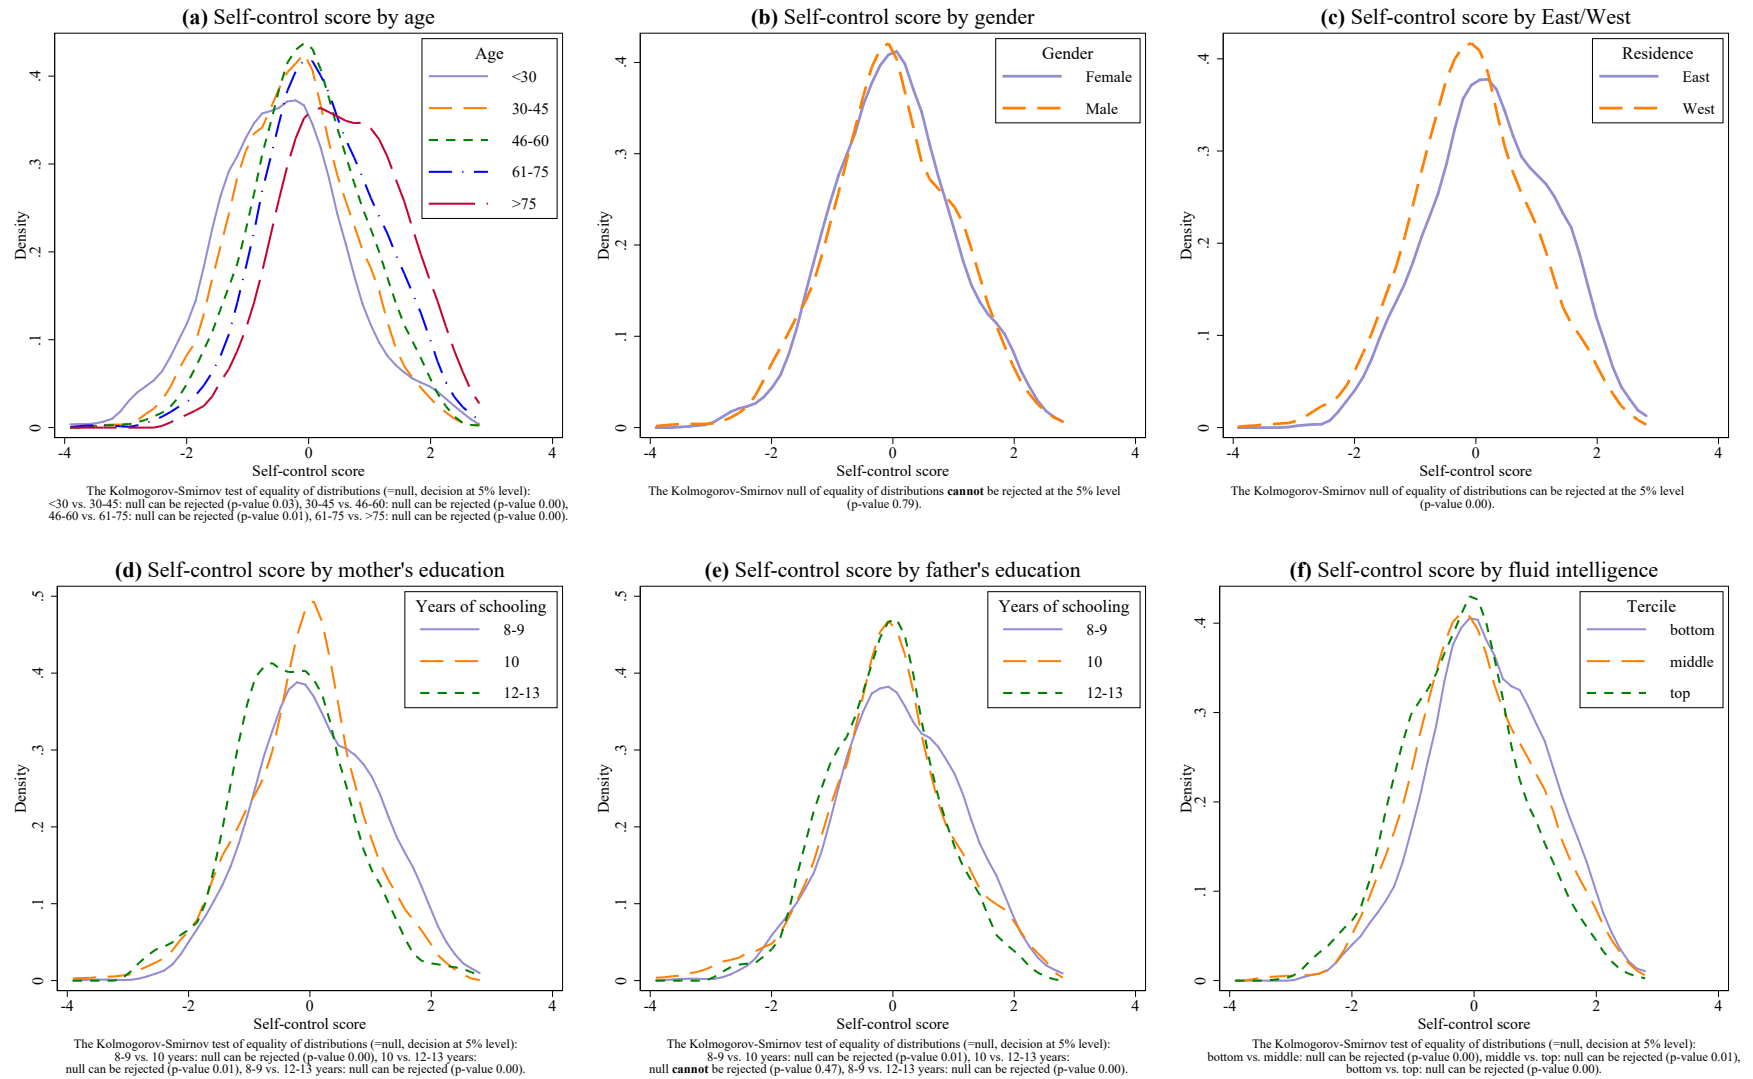 (a) Self-control score by age
Density
0
.1
.2
.3
.4
-4
-2
0
2
4
Self-control score
Age
<30
30-45
46-60
61-75
>75
The Kolmogorov-Smirnov test of equality of distributions (=null, decision at 5% level):
<30 vs. 30-45: null can be rejected (p-value 0.03), 30-45 vs. 46-60: null can be rejected (p-value 0.00),
46-60 vs. 61-75: null can be rejected (p-value 0.01), 61-75 vs. >75: null can be rejected (p-value 0.00).
(b) Self-control score by gender
Density
0
.1
.2
.3
.4
-4
-2
0
2
4
Self-control score
Gender
Female
Male
The Kolmogorov-Smirnov null of equality of distributions cannot be rejected at the 5% level
(p-value 0.79).
(c) Self-control score by East/West
Density
0
.1
.2
.3
.4
-4
-2
0
2
4
Self-control score
Residence
East
West
The Kolmogorov-Smirnov null of equality of distributions can be rejected at the 5% level
(p-value 0.00).
(d) Self-control score by mother's education
Density
0
.1
.2
.3
.4
.5
-4
-2
0
2
4
Self-control score
Years of schooling
8-9
10
12-13
The Kolmogorov-Smirnov test of equality of distributions (=null, decision at 5% level):
8-9 vs. 10 years: null can be rejected (p-value 0.00), 10 vs. 12-13 years:
null can be rejected (p-value 0.01), 8-9 vs. 12-13 years: null can be rejected (p-value 0.00).
(e) Self-control score by father's education
Density
0
.1
.2
.3
.4
.5
-4
-2
0
2
4
Self-control score
Years of schooling
8-9
10
12-13
The Kolmogorov-Smirnov test of equality of distributions (=null, decision at 5% level):
8-9 vs. 10 years: null can be rejected (p-value 0.01), 10 vs. 12-13 years:
null cannot be rejected (p-value 0.47), 8-9 vs. 12-13 years: null can be rejected (p-value 0.00).
(f) Self-control score by fluid intelligence
Density
0
.1
.2
.3
.4
-4
-2
0
2
4
Self-control score
Tercile
bottom
middle
top
The Kolmogorov-Smirnov test of equality of distributions (=null, decision at 5% level):
bottom vs. middle: null can be rejected (p-value 0.00), middle vs. top: null can be rejected (p-value 0.01),
bottom vs. top: null can be rejected (p-value 0.00).